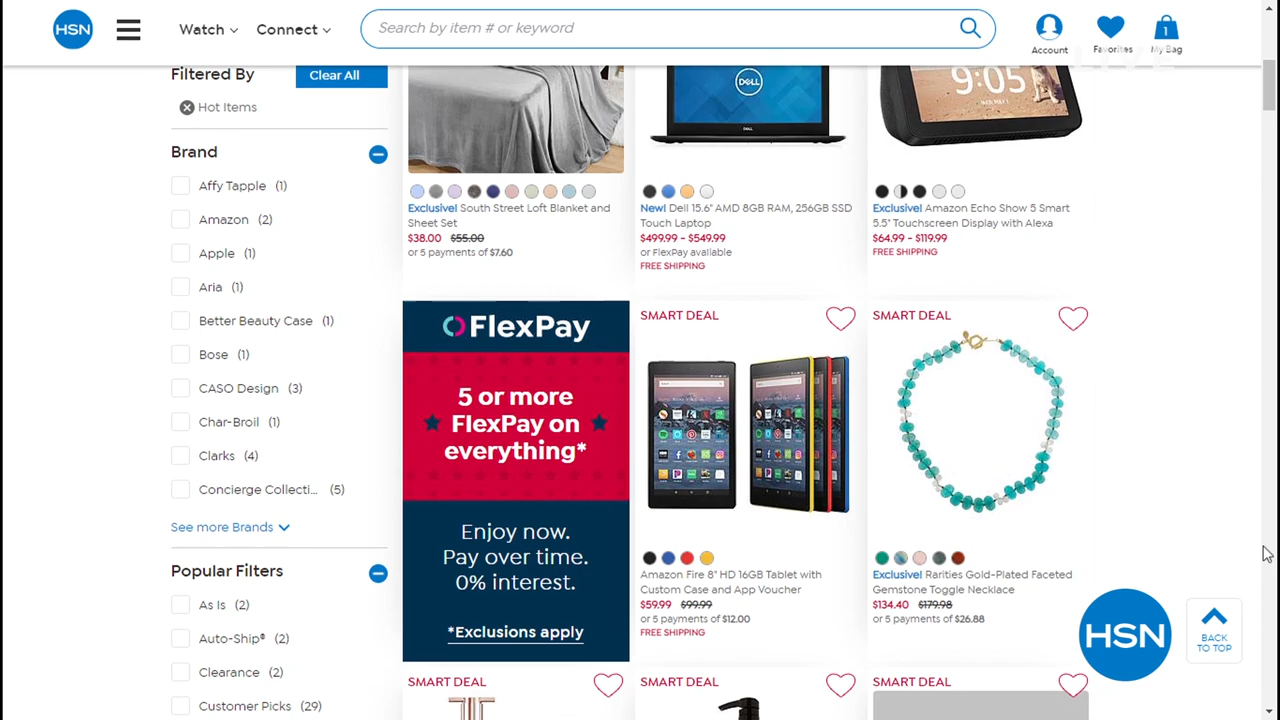 HSN
Watch
Connect
Search by item # or keyword
Account
Favorites
1
My Bag
LIVE
Filtered By
Clear All
Hot Items
Brand
Affy Tapple (1)
Amazon (2)
Apple (1)
Aria (1)
Better Beauty Case (1)
Bose (1)
CASO Design (3)
Char-Broil (1)
Clarks (4)
Concierge Collecti... (5)
See more Brands
Popular Filters
As Is (2)
Auto-Ship® (2)
Clearance (2)
Customer Picks (29)
Exclusive! South Street Loft Blanket and
Sheet Set
$38.00 $55.00
or 5 payments of $7.60
DELL
DELL
New! Dell 15.6" AMD 8GB RAM, 256GB SSD
Touch Laptop
$499.99 - $549.99
or FlexPay available
FREE SHIPPING
9:05
Exclusive! Amazon Echo Show 5 Smart
5.5" Touchscreen Display with Alexa
$64.99 - $119.99
FREE SHIPPING
FlexPay
5 or more
FlexPay on
everything*
Enjoy now.
Pay over time.
0% interest.
*Exclusions apply
SMART DEAL
Amazon Fire 8" HD 16GB Tablet with
Custom Case and App Voucher
$59.99 $99.99
or 5 payments of $12.00
FREE SHIPPING
SMART DEAL
Exclusive! Rarities Gold-Plated Faceted
Gemstone Toggle Necklace
$134.40 $179.98
or 5 payments of $26.88
SMART DEAL
SMART DEAL
SMART DEAL
HSN
BACK
TO TOP